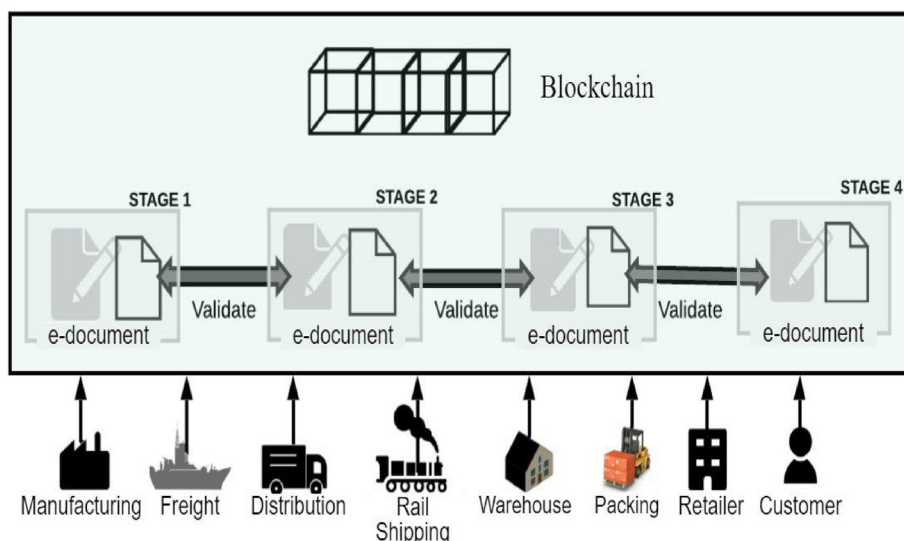 Blockchain
STAGE 1
STAGE 2
STAGE 3
STAGE 4
Validate
Validate
Validate
e-document
e-document
e-document
e-document
Manufacturing
Freight
Distribution
Rail
Shipping
Warehouse
Packing
Retailer
Customer